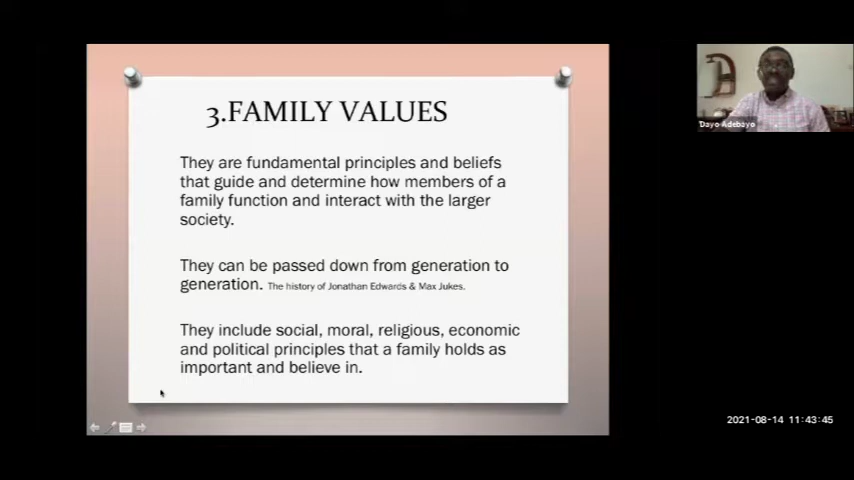 3.FAMILY VALUES
They are fundamental principles and beliefs
that guide and determine how members of a
family function and interact with the larger
society.
They can be passed down from generation to
generation. The history of Jonathan Edwards & Max Jukes.
They include social, moral, religious, economic
and political principles that a family holds as
important and believe in.
Dayo Adebayo
2021-08-14 11:43:45